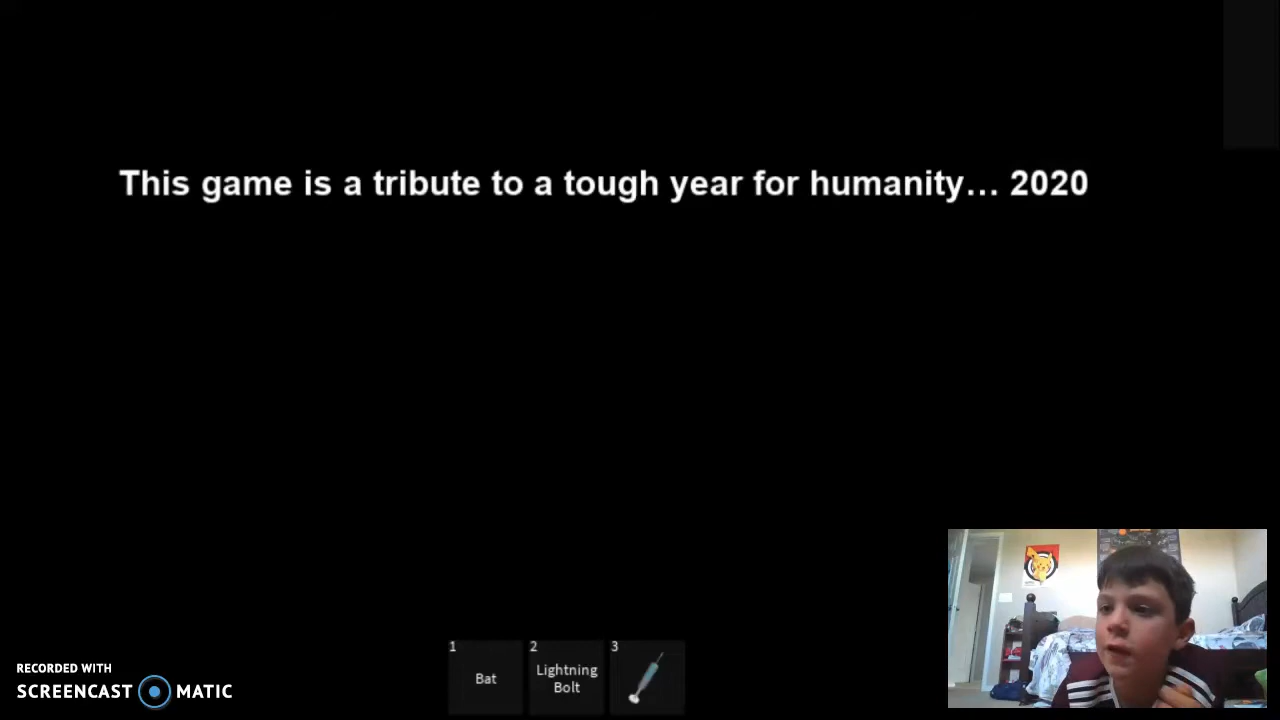 This game is a tribute to a tough year for humanity... 2020
1
2
3
Bat
Lightning
Bolt
RECORDED WITH
SCREENCAST MATIC